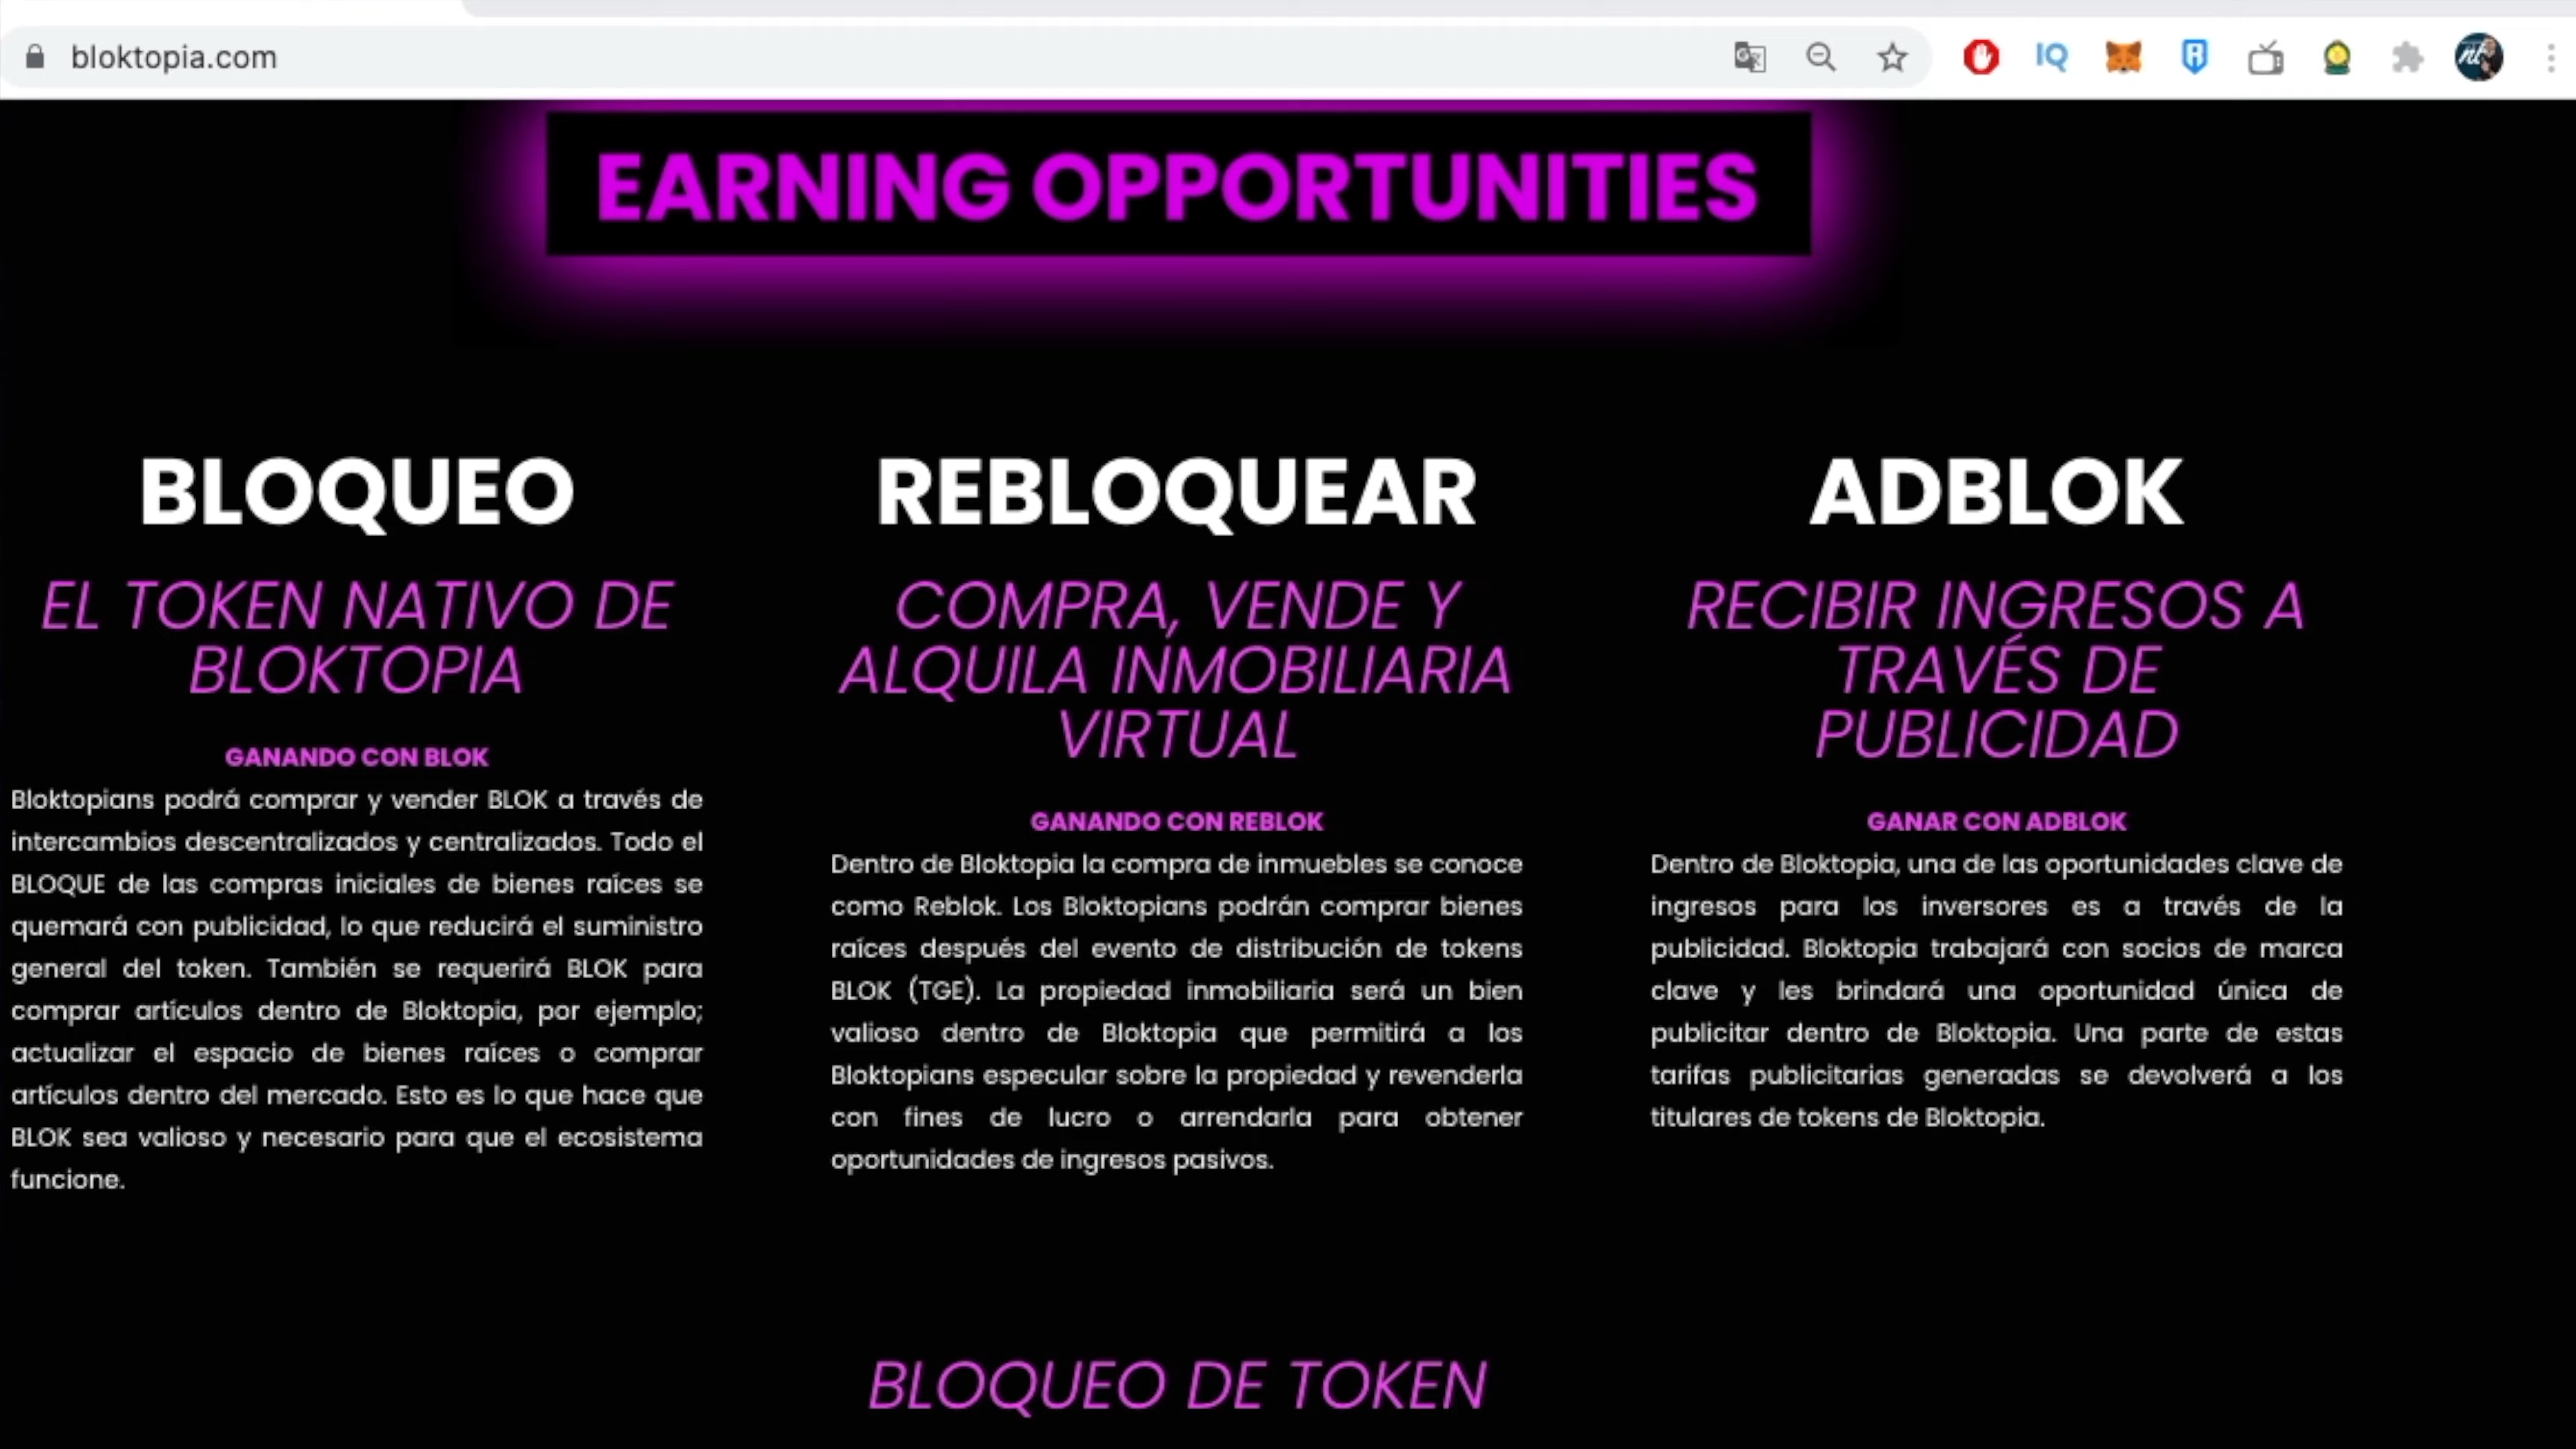 bloktopia.com
IQ
EARNING OPPORTUNITIES
BLOQUEO
EL TOKEN NATIVO DE
BLOKTOPIA
GANANDO CON BLOK
Bloktopians podrá comprar y vender BLOK a través de
intercambios descentralizados y centralizados. Todo el
BLOQUE de las compras iniciales de bienes raíces se
quemará con publicidad, lo que reducirá el suministro
general del token. También se requerirá BLOK para
comprar artículos dentro de Bloktopia, por ejemplo;
actualizar el espacio de bienes raíces o comprar
artículos dentro del mercado. Esto es lo que hace que
BLOK sea valioso y necesario para que el ecosistema
funcione.
REBLOQUEAR
COMPRA, VENDE Y
ALQUILA INMOBILIARIA
VIRTUAL
GANANDO CON REBLOK
Dentro de Bloktopia la compra de inmuebles se conoce
como Reblok. Los Bloktopians podrán comprar bienes
raíces después del evento de distribución de tokens
BLOK (TGE). La propiedad inmobiliaria será un bien
valioso dentro de Bloktopia que permitirá a los
Bloktopians especular sobre la propiedad y revenderla
con fines de lucro o arrendarla para obtener
oportunidades de ingresos pasivos.
ADBLOK
RECIBIR INGRESOS A
TRAVÉS DE
PUBLICIDAD
GANAR CON ADBLOK
Dentro de Bloktopia, una de las oportunidades clave de
ingresos para los inversores es a través de la
publicidad. Bloktopia trabajará con socios de marca
clave y les brindará una oportunidad única de
publicitar dentro de Bloktopia. Una parte de estas
tarifas publicitarias generadas se devolverá a los
titulares de tokens de Bloktopia.
BLOQUEO DE TOKEN